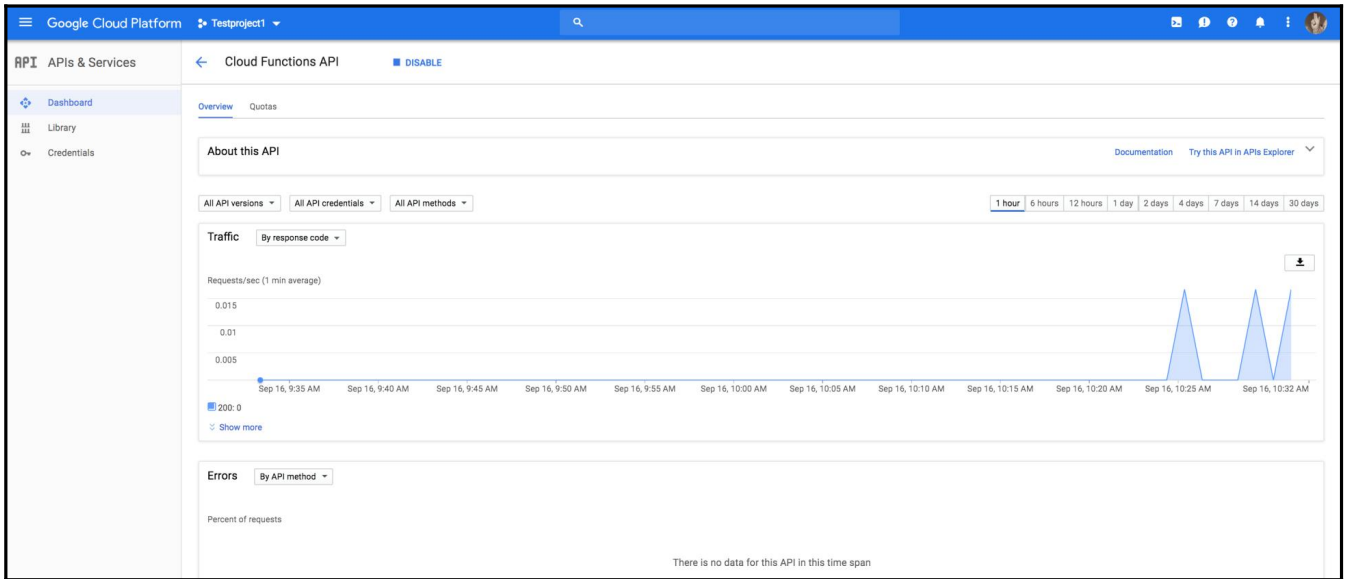 Google Cloud Platform Testproject1
API APIs & Services
Cloud Functions API DISABLE
Dashboard
Library
Credentials
Overview Quotas
About this API Documentation Try this API in APIs Explorer
All API versions All API credentials All API methods 1 hour 6 hours 12 hours 1 day 2 days 4 days 7 days 14 days 30 days
Traffic By response code
Requests/sec (1 min average)
0.015
0.01
0.005
Sep 16, 9:35 AM Sep 16, 9:40 AM Sep 16, 9:45 AM Sep 16, 9:50 AM Sep 16, 9:55 AM Sep 16, 10:00 AM Sep 16, 10:05 AM Sep 16, 10:10 AM Sep 16, 10:15 AM Sep 16, 10:20 AM Sep 16, 10:25 AM Sep 16, 10:32 AM
200: 0
Show more
Errors By API method
Percent of requests
There is no data for this API in this time span